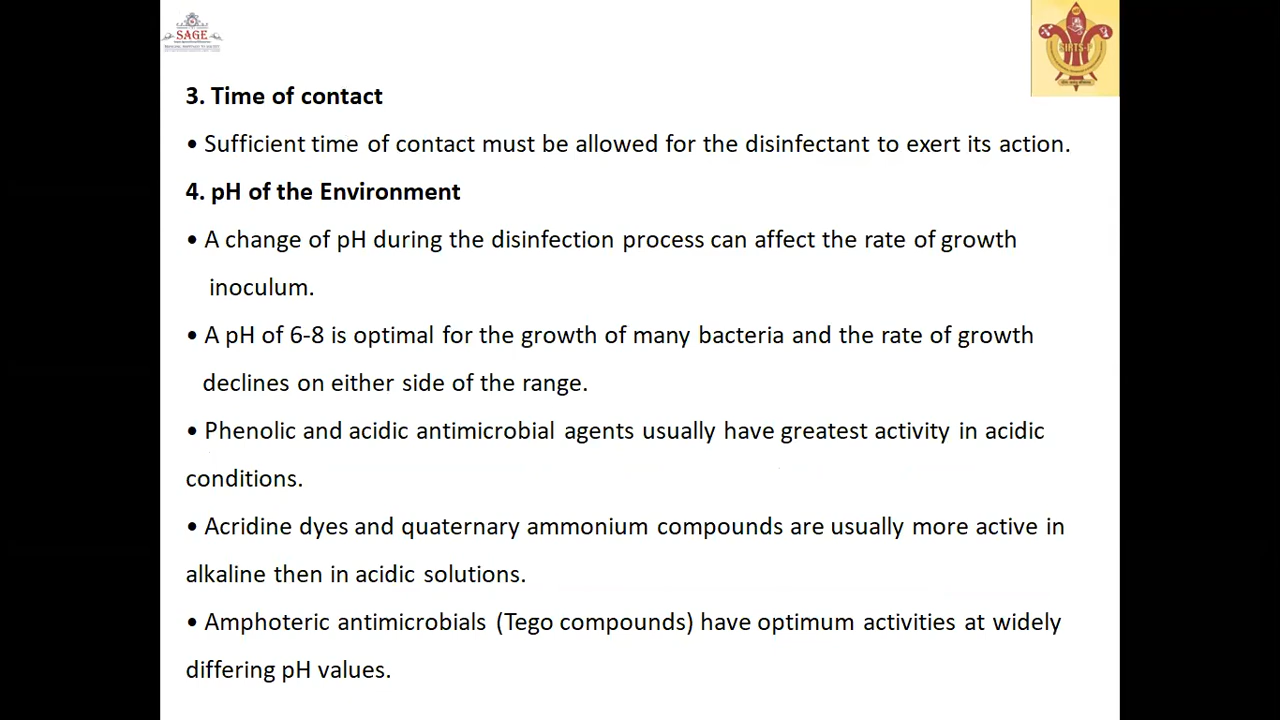 SAGE
SIRTS-P
3. Time of contact
• Sufficient time of contact must be allowed for the disinfectant to exert its action.
4. pH of the Environment
• A change of pH during the disinfection process can affect the rate of growth
inoculum.
• A pH of 6-8 is optimal for the growth of many bacteria and the rate of growth
declines on either side of the range.
• Phenolic and acidic antimicrobial agents usually have greatest activity in acidic
conditions.
• Acridine dyes and quaternary ammonium compounds are usually more active in
alkaline then in acidic solutions.
• Amphoteric antimicrobials (Tego compounds) have optimum activities at widely
differing pH values.